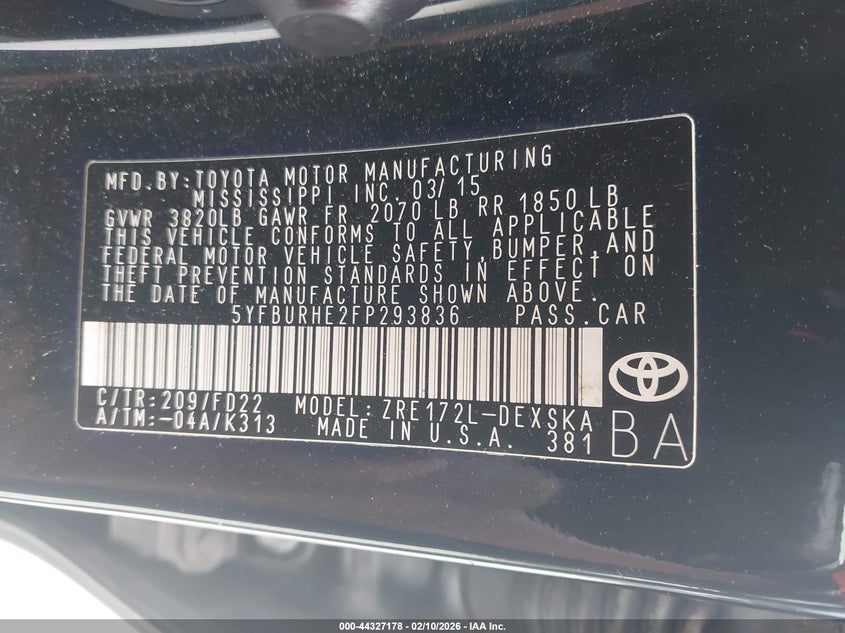 MFD.BY:TOYOTA MOTOR MANUFACTURING
MISSISSIPPI INC. 03/15
GVWR 3820LB GAWR FR 2070 LB RR 1850 LB
THIS VEHICLE CONFORMS TO ALL APPLICABLE
FEDERAL MOTOR VEHICLE SAFETY,BUMPER,AND
THEFT PREVENTION STANDARDS IN EFFECT ON
THE DATE OF MANUFACTURE SHOWN ABOVE.
5YFBURHE2FP293836 PASS.CAR
C/TR:209/FD22 MODEL:ZRE172L-DEXSKA
A/TM:-04A/K313 MADE IN U.S.A. 381
BA
000-44327178 - 02/10/2026 - IAA Inc.